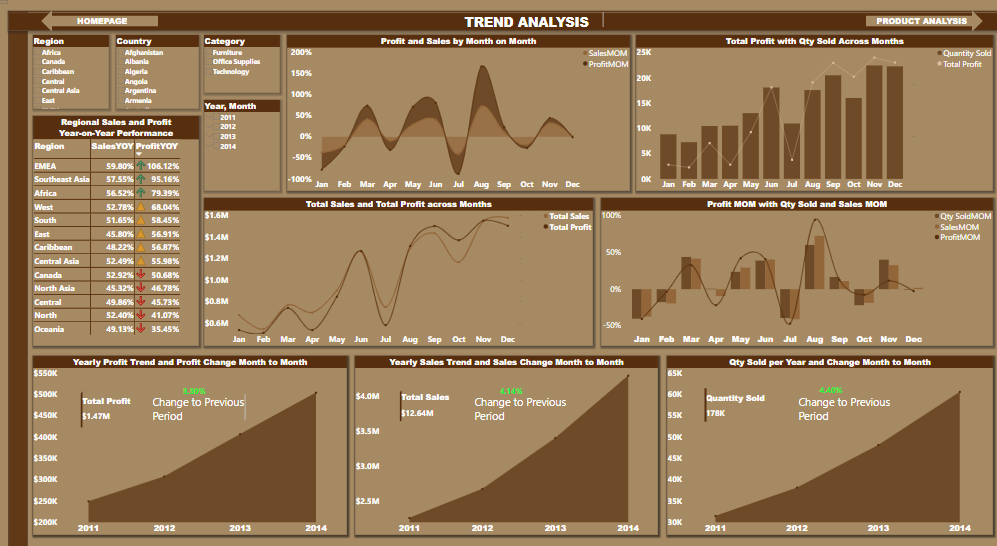 HOMEPAGE
TREND ANALYSIS
PRODUCT ANALYSIS
Region
Africa
Canada
Caribbean
Central
Central Asia
East
Country
Afghanistan
Albania
Algeria
Angola
Argentina
Armenia
Category
Furniture
Office Supplies
Technology
Year, Month
2011
2012
2013
2014
Profit and Sales by Month on Month
SalesMOM
ProfitMOM
200%
150%
100%
50%
0%
-50%
-100%
Jan Feb Mar Apr May Jun Jul Aug Sep Oct Nov Dec
Total Profit with Qty Sold Across Months
Quantity Sold
Total Profit
25K
20K
15K
10K
5K
0K
Jan Feb Mar Apr May Jun Jul Aug Sep Oct Nov Dec
Regional Sales and Profit
Year-on-Year Performance
Region SalesYOY ProfitYOY
EMEA 59.80% 106.12%
Southeast Asia 57.55% 95.16%
Africa 56.52% 79.39%
West 52.78% 68.04%
South 51.65% 58.45%
East 45.80% 56.91%
Caribbean 48.22% 56.87%
Central Asia 52.49% 55.98%
Canada 52.92% 50.68%
North Asia 45.32% 46.78%
Central 49.86% 45.73%
North 52.40% 41.07%
Oceania 49.13% 35.45%
Total Sales and Total Profit across Months
Total Sales
Total Profit
$1.6M
$1.4M
$1.2M
$1.0M
$0.8M
$0.6M
Jan Feb Mar Apr May Jun Jul Aug Sep Oct Nov Dec
Profit MOM with Qty Sold and Sales MOM
Qty SoldMOM
SalesMOM
ProfitMOM
100%
50%
0%
-50%
Jan Feb Mar Apr May Jun Jul Aug Sep Oct Nov Dec
Yearly Profit Trend and Profit Change Month to Month
$550K
$500K
$450K
$400K
$350K
$300K
$250K
$200K
Total Profit
$1.47M
Change to Previous
Period
2011 2012 2013 2014
Yearly Sales Trend and Sales Change Month to Month
$4.0M
$3.5M
$3.0M
$2.5M
Total Sales
$12.64M
4.14%
Change to Previous
Period
2011 2012 2013 2014
Qty Sold per Year and Change Month to Month
65K
60K
55K
50K
45K
40K
35K
30K
Quantity Sold
178K
Change to Previous
Period
2011 2012 2013 2014